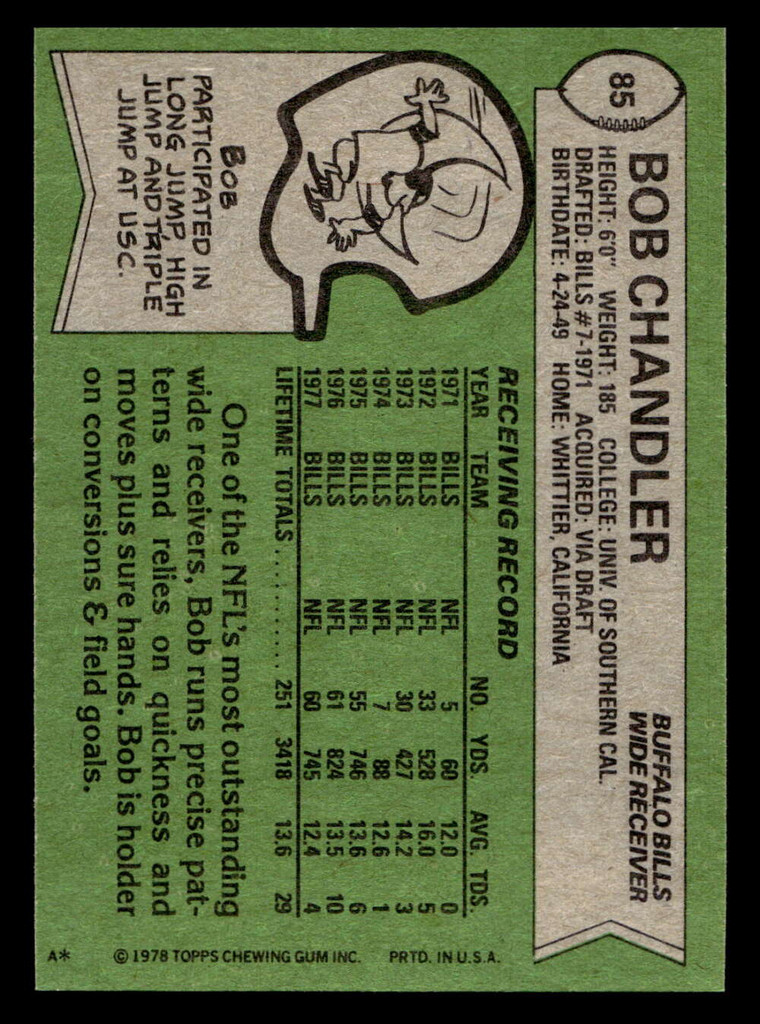 85
BOB CHANDLER
BUFFALO BILLS
WIDE RECEIVER
HEIGHT: 6'0" WEIGHT: 185 COLLEGE: UNIV. OF SOUTHERN CAL.
DRAFTED: BILLS #7-1971 ACQUIRED: VIA DRAFT
BIRTHDATE: 4-24-49 HOME: WHITTIER, CALIFORNIA
BOB
PARTICIPATED IN
LONG JUMP, HIGH
JUMP AND TRIPLE
JUMP AT USC.
RECEIVING RECORD
YEAR TEAM NO. YDS. AVG. TDS.
1971 BILLS NFL 5 60 12.0 0
1972 BILLS NFL 33 528 16.0 5
1973 BILLS NFL 30 427 14.2 3
1974 BILLS NFL 7 88 12.6 1
1975 BILLS NFL 55 746 13.6 6
1976 BILLS NFL 61 824 13.5 10
1977 BILLS NFL 60 745 12.4 4
LIFETIME TOTALS .......... 251 3418 13.6 29
One of the NFL's most outstanding
wide receivers, Bob runs precise pat-
terns and relies on quickness and
moves plus sure hands. Bob is holder
on conversions & field goals.
A* © 1978 TOPPS CHEWING GUM INC. PRTD. IN U.S.A.